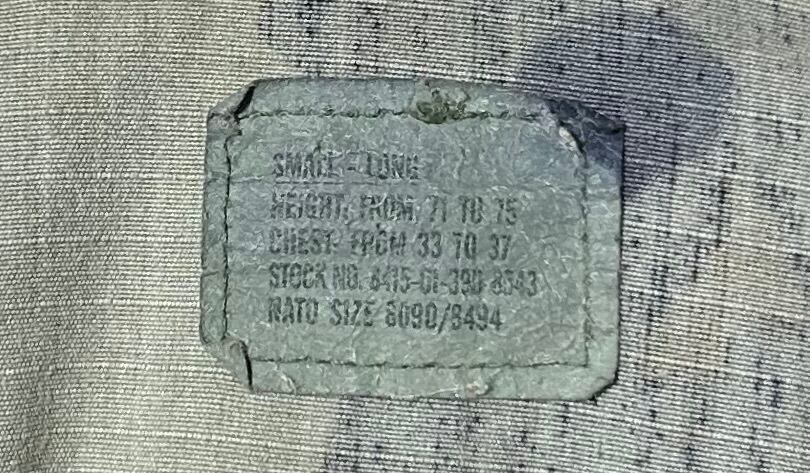 SMALL - LONG
HEIGHT: FROM 71 TO 75
CHEST: FROM 33 TO 37
STOCK NO. 8415-01-390-8543
NATO SIZE 8090/8494